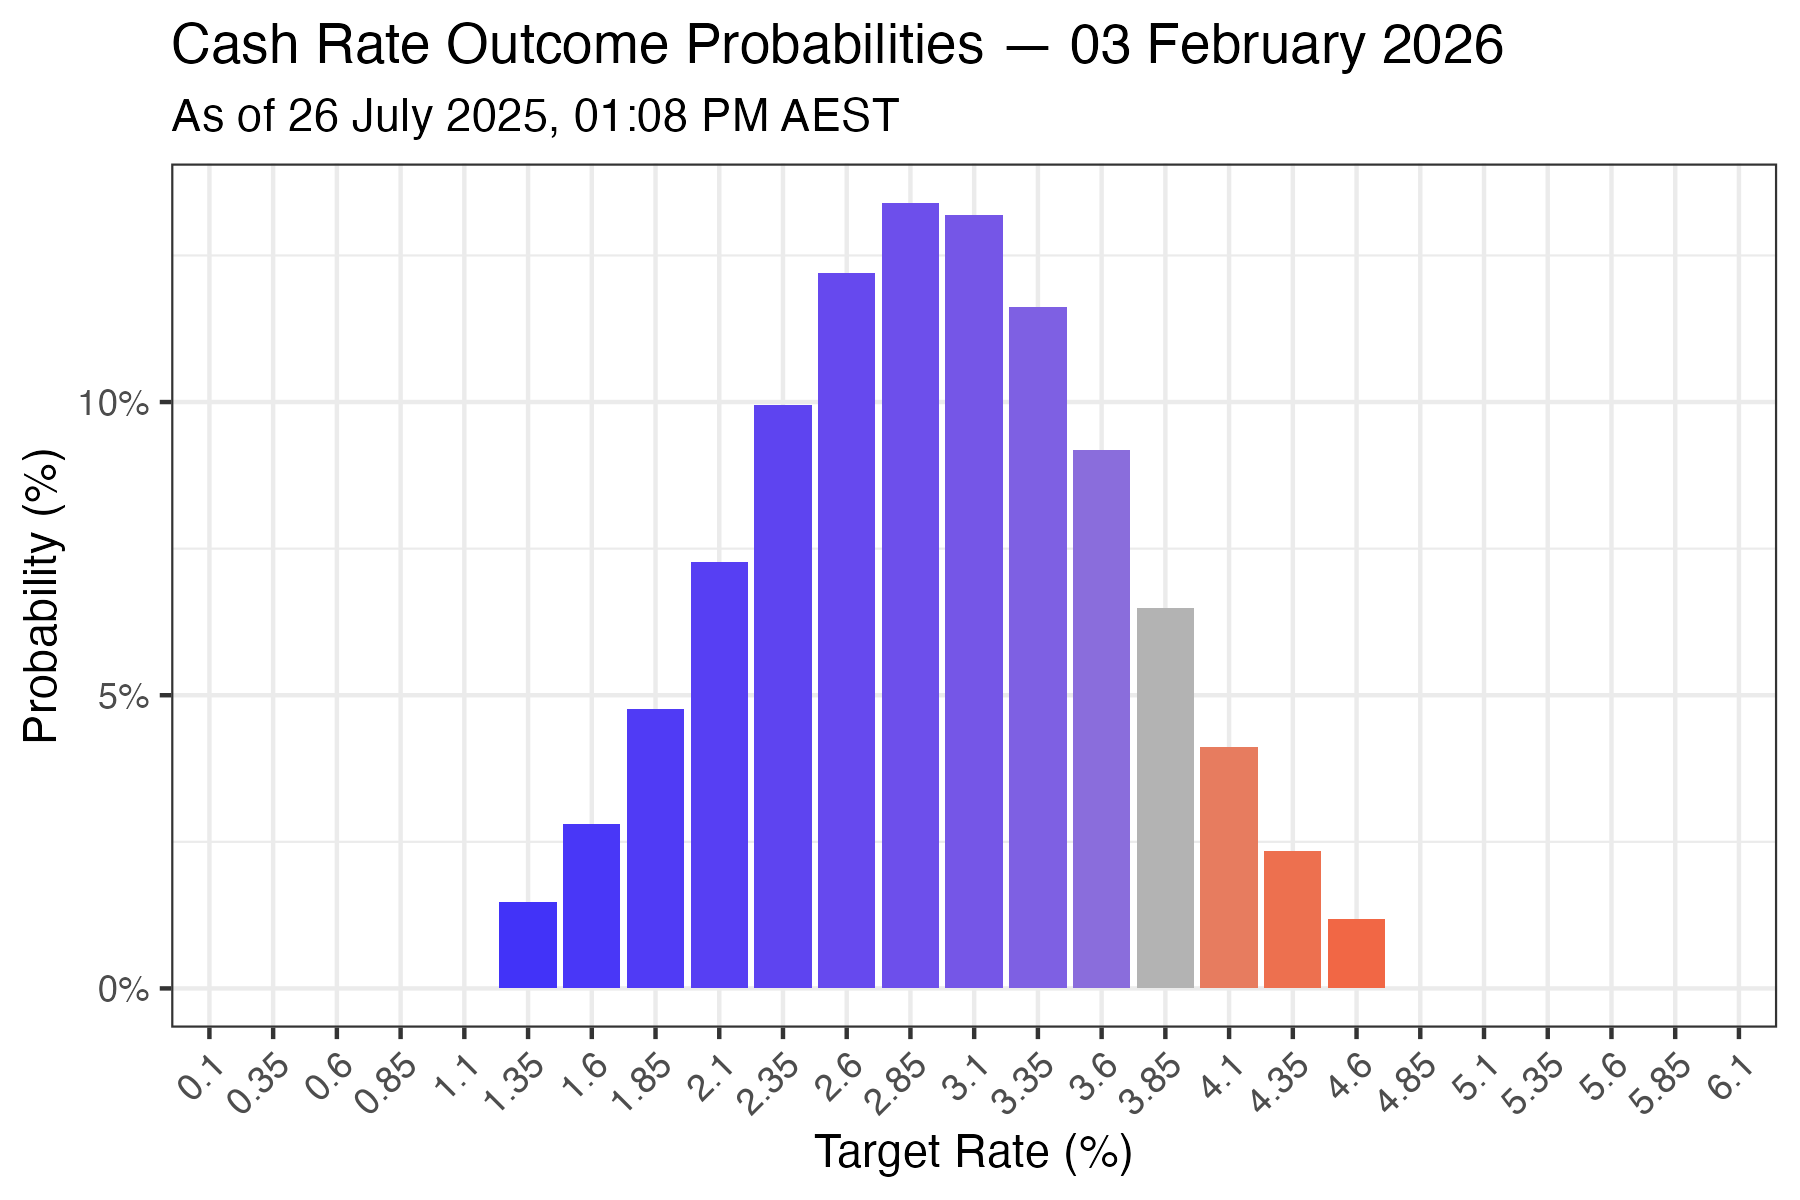 Cash Rate Outcome Probabilities — 03 February 2026
As of 26 July 2025, 01:08 PM AEST
Probability (%)
10%
5%
0%
0.1 0.35 0.6 0.85 1.1 1.35 1.6 1.85 2.1 2.35 2.6 2.85 3.1 3.35 3.6 3.85 4.1 4.35 4.6 4.85 5.1 5.35 5.6 5.85 6.1
Target Rate (%)